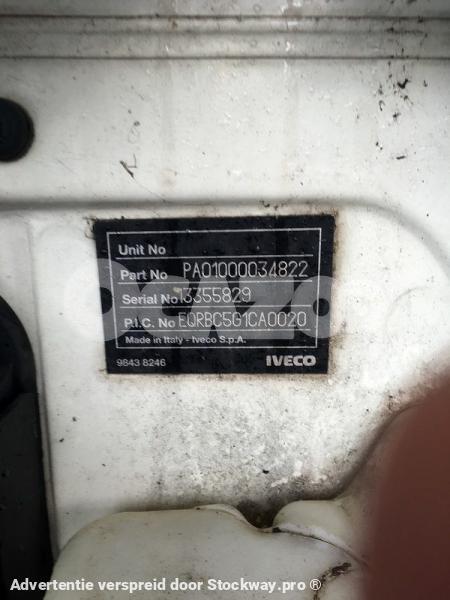 Unit No
Part No PA01000034822
Serial No 13355829
P.I.C. No EQRBC5G1CA0020
Made in Italy - Iveco S.p.A.
9843 8246 IVECO
Advertentie verspreid door Stockway.pro ®